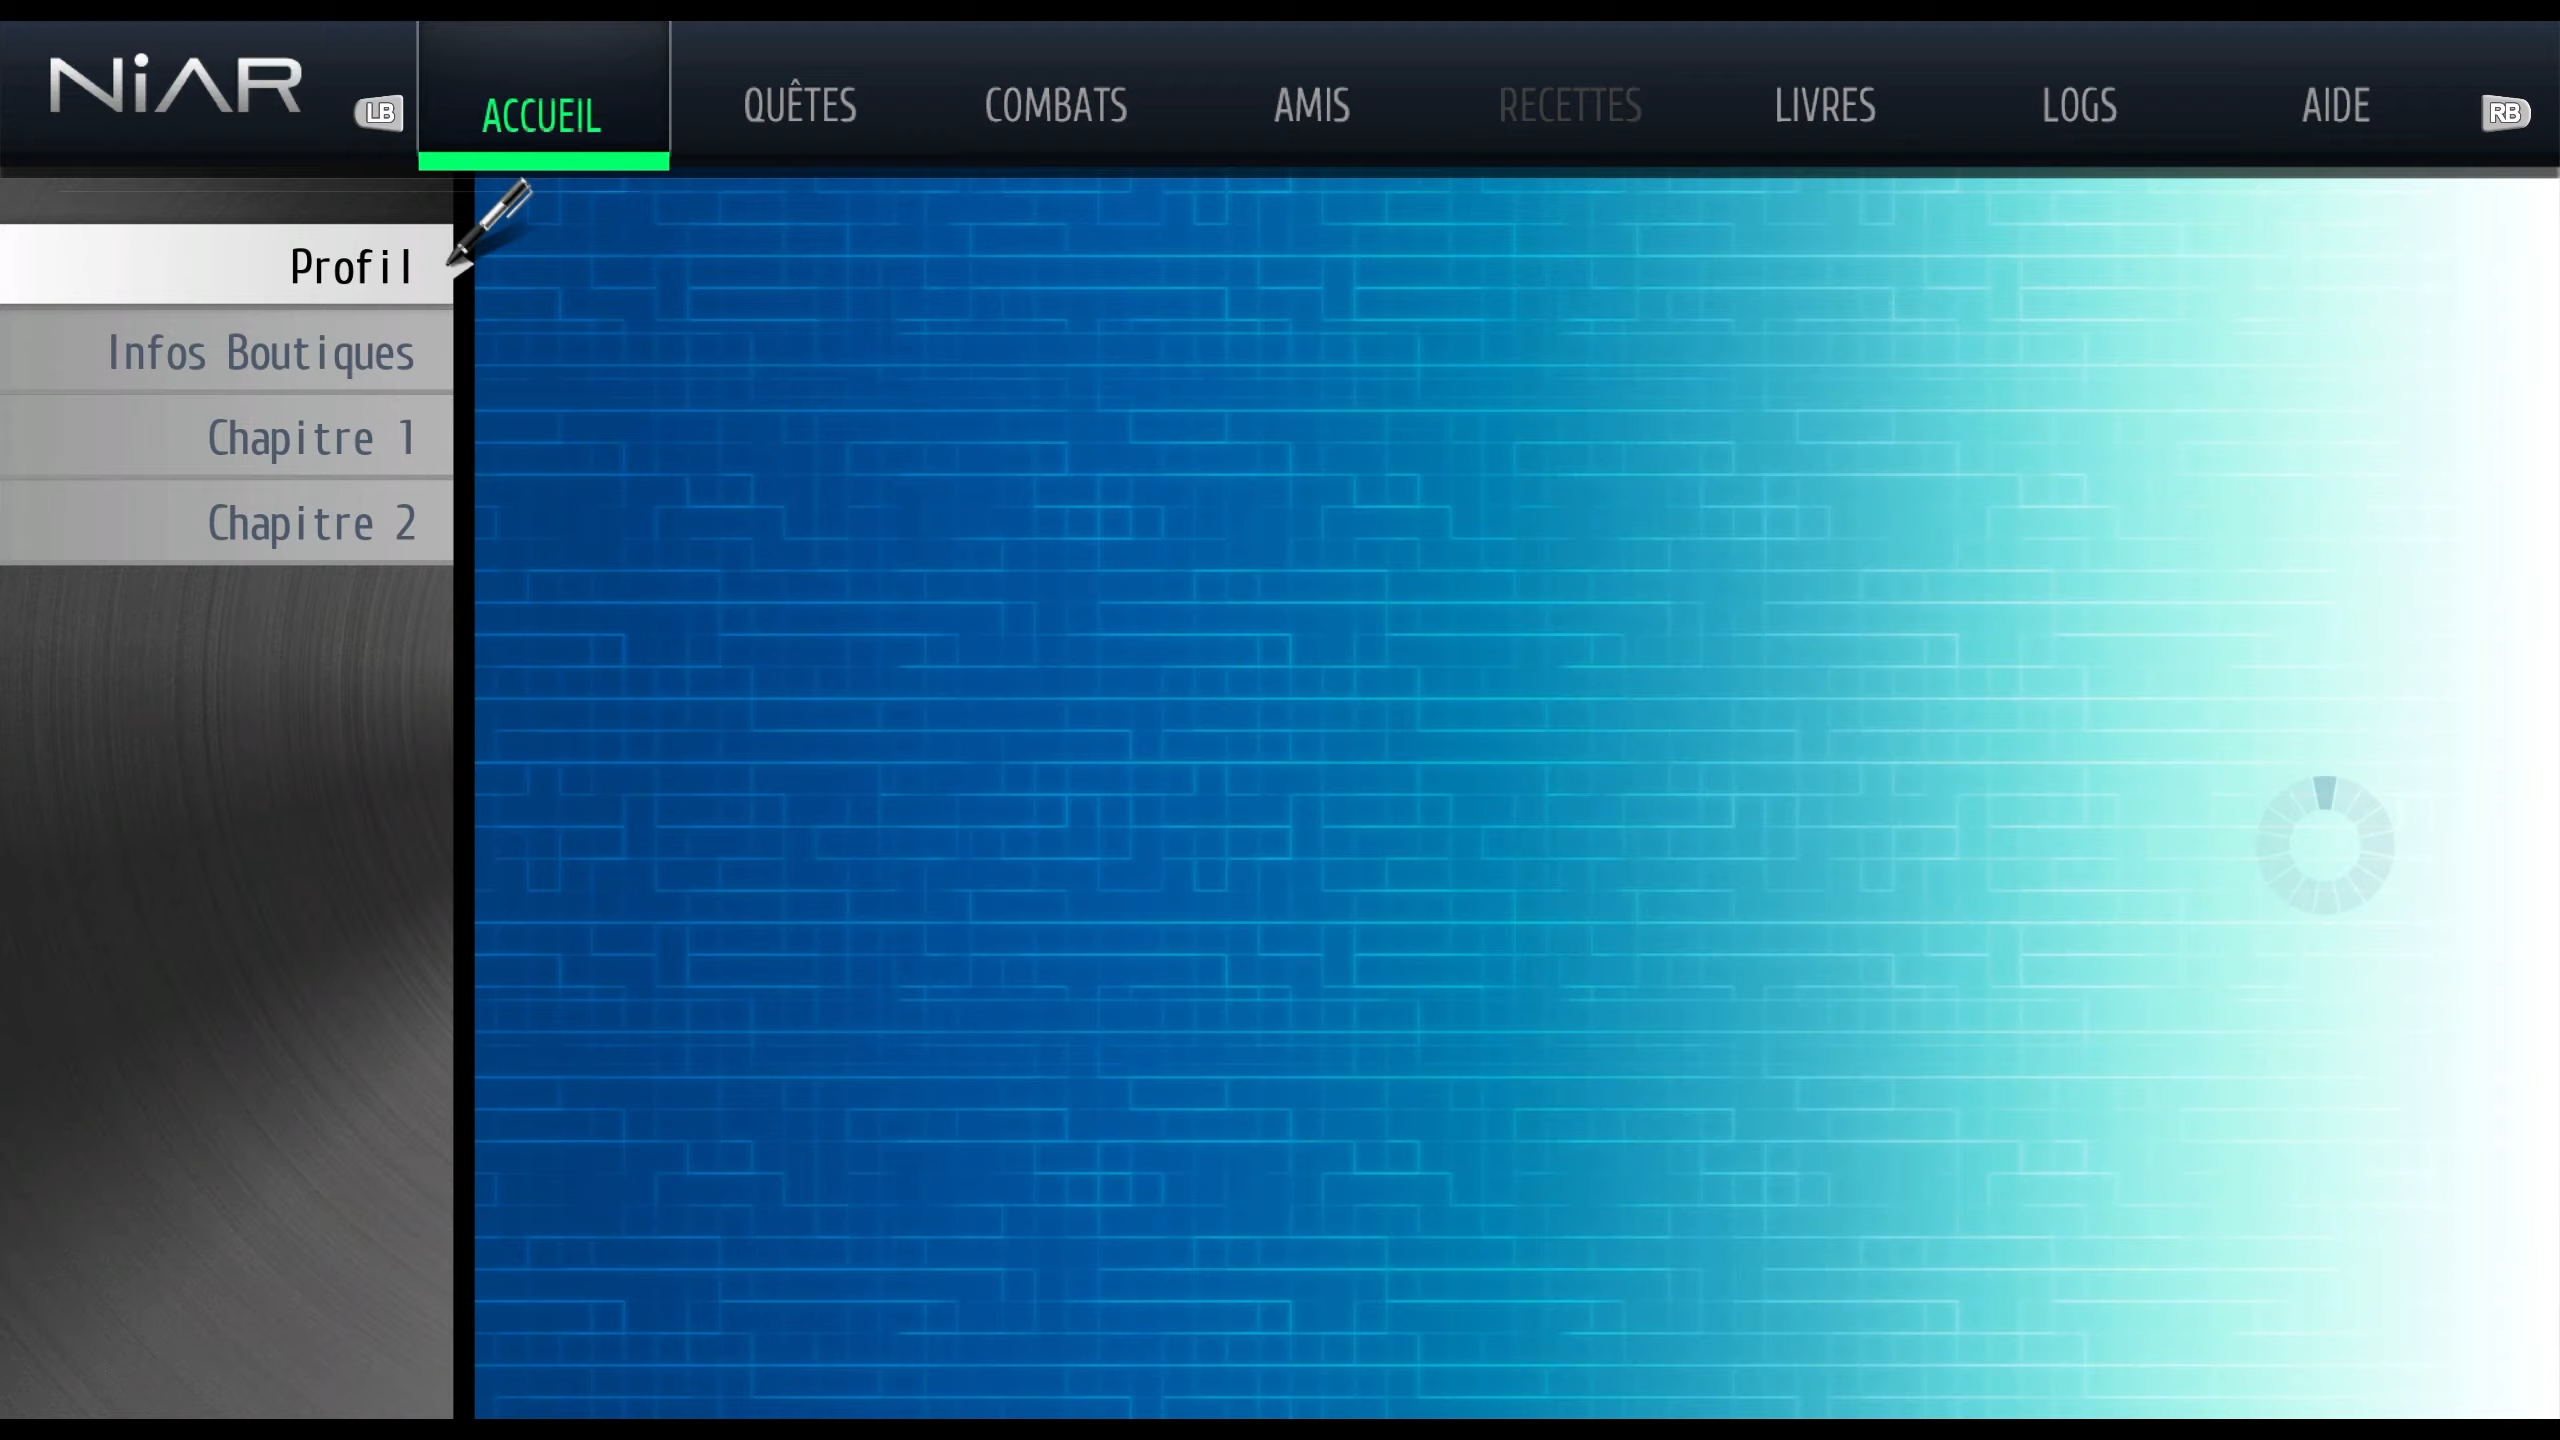 NiAR
LB
ACCUEIL
QUÊTES
COMBATS
AMIS
RECETTES
LIVRES
LOGS
AIDE
RB
Profil
Infos Boutiques
Chapitre 1
Chapitre 2